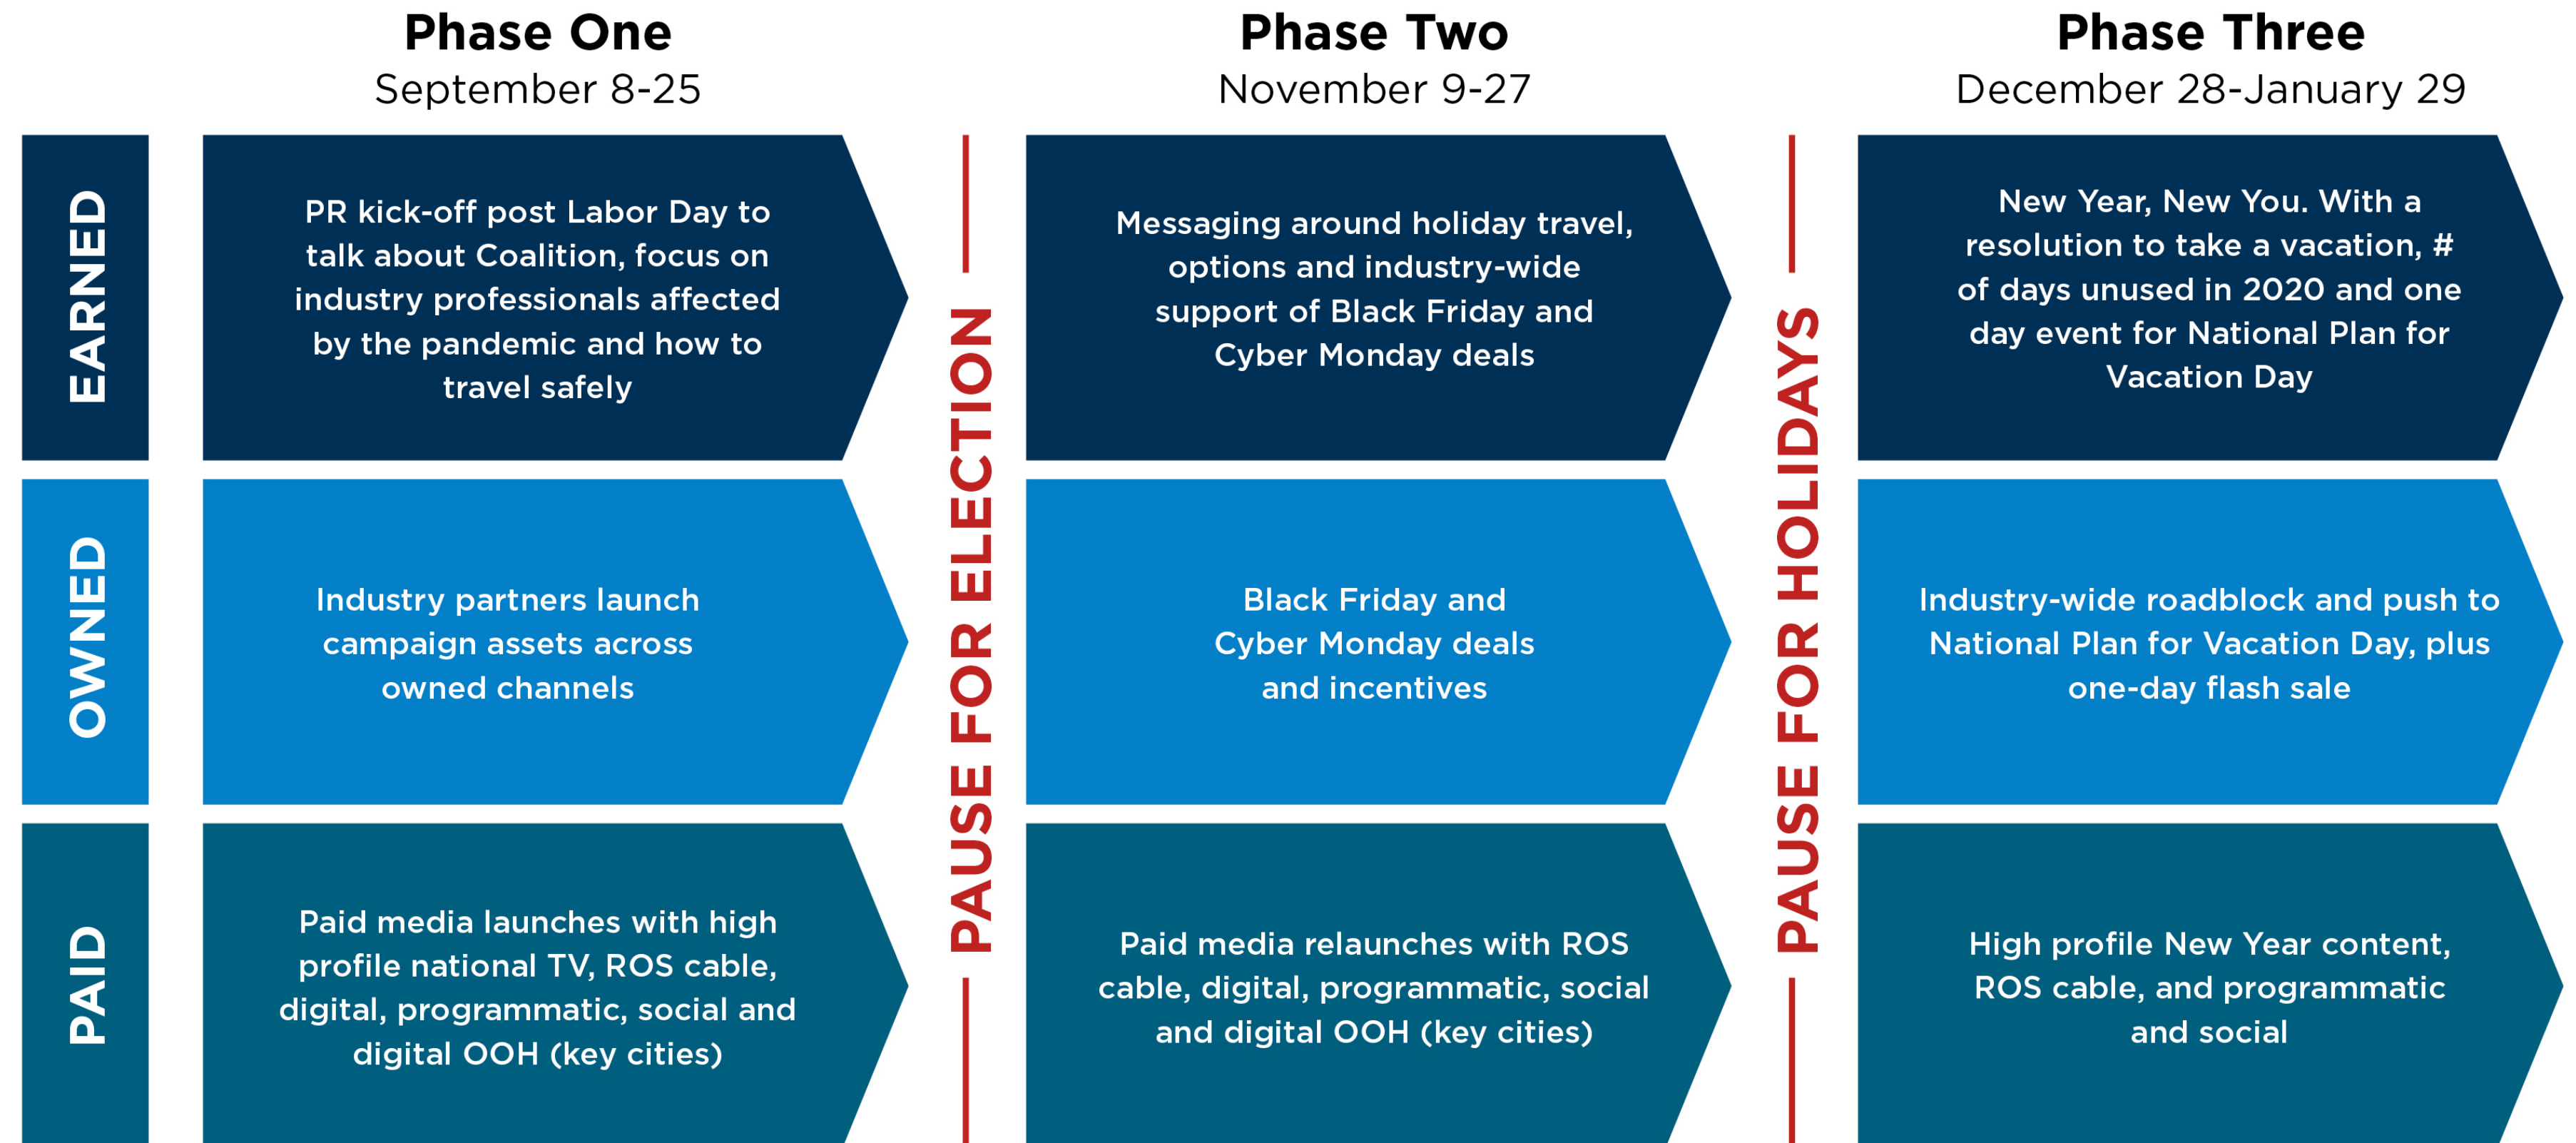 Phase One
September 8-25
Phase Two
November 9-27
Phase Three
December 28-January 29
EARNED
PR kick-off post Labor Day to
talk about Coalition, focus on
industry professionals affected
by the pandemic and how to
travel safely
Messaging around holiday travel,
options and industry-wide
support of Black Friday and
Cyber Monday deals
New Year, New You. With a
resolution to take a vacation, #
of days unused in 2020 and one
day event for National Plan for
Vacation Day
OWNED
Industry partners launch
campaign assets across
owned channels
Black Friday and
Cyber Monday deals
and incentives
Industry-wide roadblock and push to
National Plan for Vacation Day, plus
one-day flash sale
PAID
Paid media launches with high
profile national TV, ROS cable,
digital, programmatic, social and
digital OOH (key cities)
Paid media relaunches with ROS
cable, digital, programmatic, social
and digital OOH (key cities)
High profile New Year content,
ROS cable, and programmatic
and social
PAUSE FOR ELECTION
PAUSE FOR HOLIDAYS